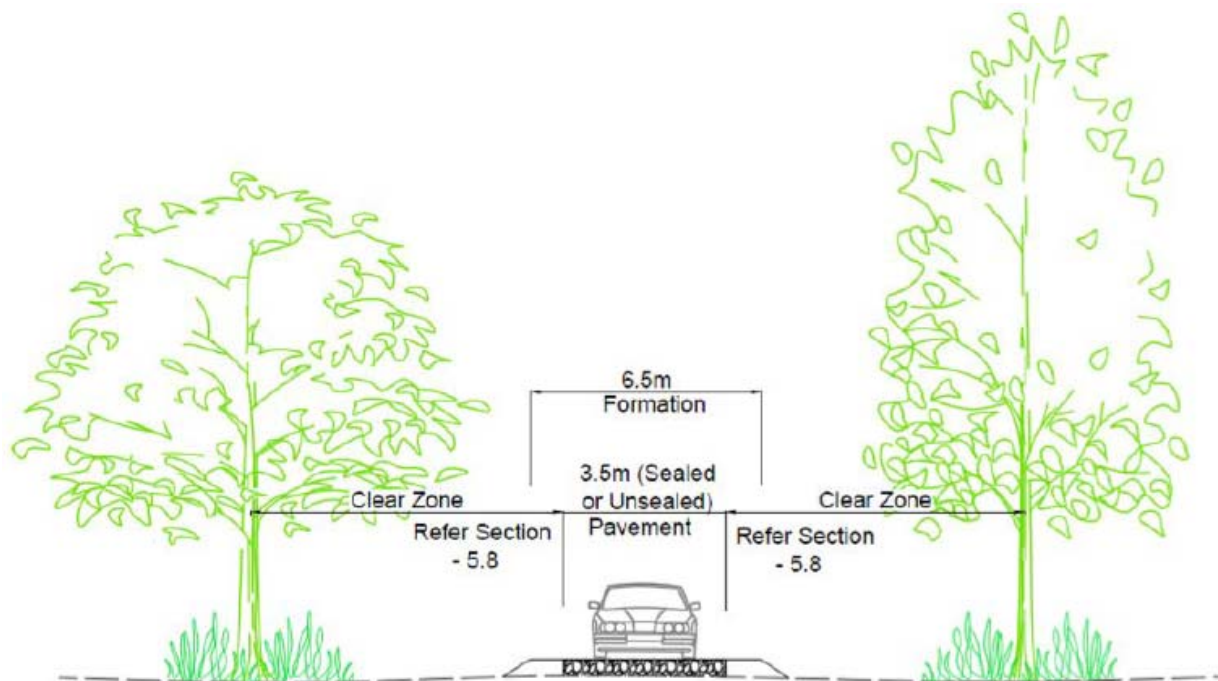 6.5m
Formation
3.5m (Sealed
or Unsealed)
Pavement
Clear Zone
Refer Section
- 5.8
Clear Zone
Refer Section
- 5.8